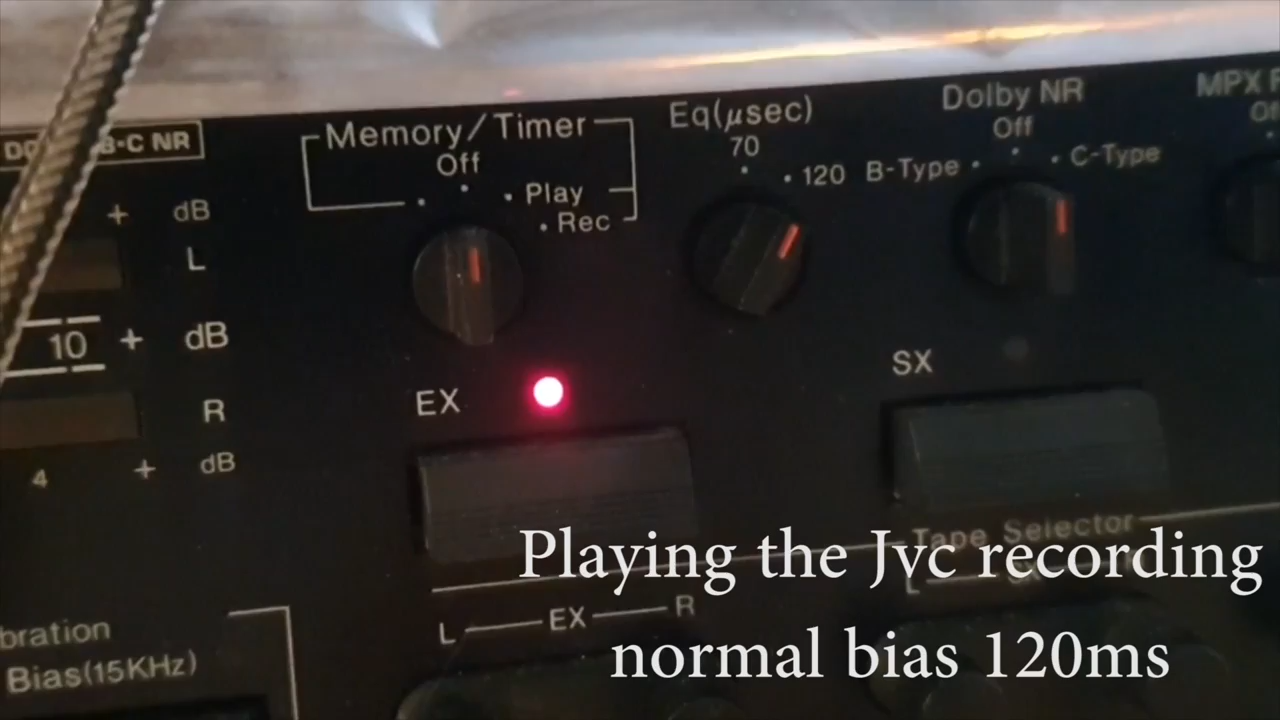 B-C NR
Memory/Timer
Off
Play
Rec
Eq(μsec)
70
120
Dolby NR
Off
B-Type
C-Type
MPX
+ dB
L
10 + dB
R
4 + dB
EX
SX
Tape Selector
L EX R
L
Bias(15KHz)
Playing the Jvc recording
normal bias 120ms